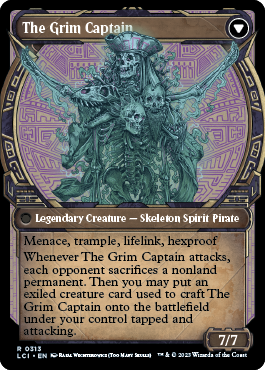 The Grim Captain
Legendary Creature — Skeleton Spirit Pirate
Menace, trample, lifelink, hexproof
Whenever The Grim Captain attacks,
each opponent sacrifices a nonland
permanent. Then you may put an
exiled creature card used to craft The
Grim Captain onto the battlefield
under your control tapped and
attacking.
7/7
R 0313
LCI • EN Rafał Wechterowicz (Too Many Skulls) ™ & © 2023 Wizards of the Coast